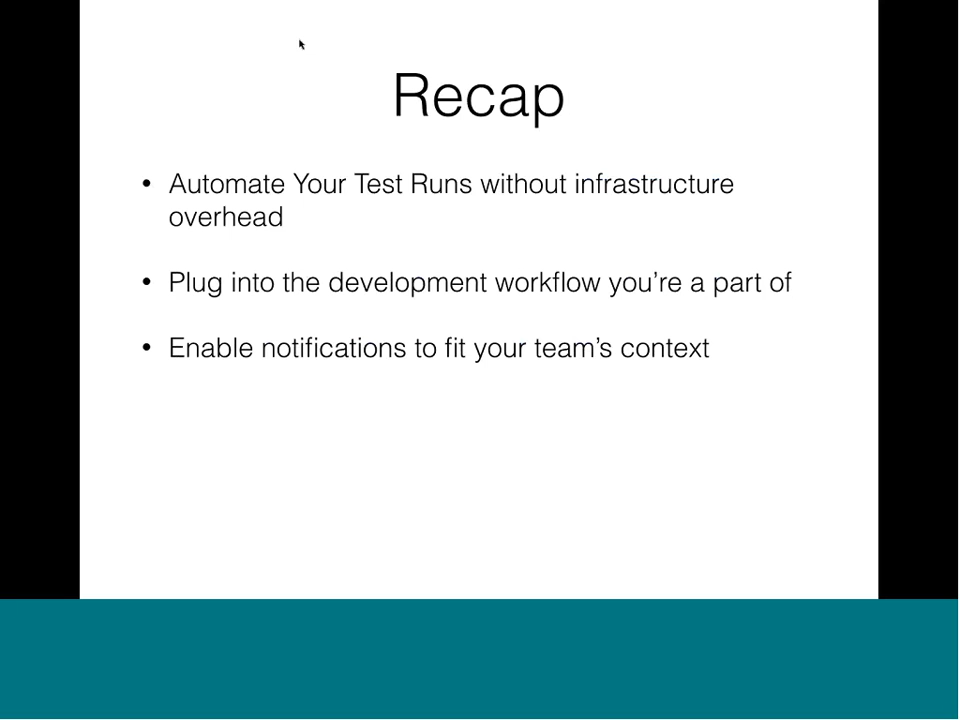 Recap
• Automate Your Test Runs without infrastructure
overhead
• Plug into the development workflow you’re a part of
• Enable notifications to fit your team’s context